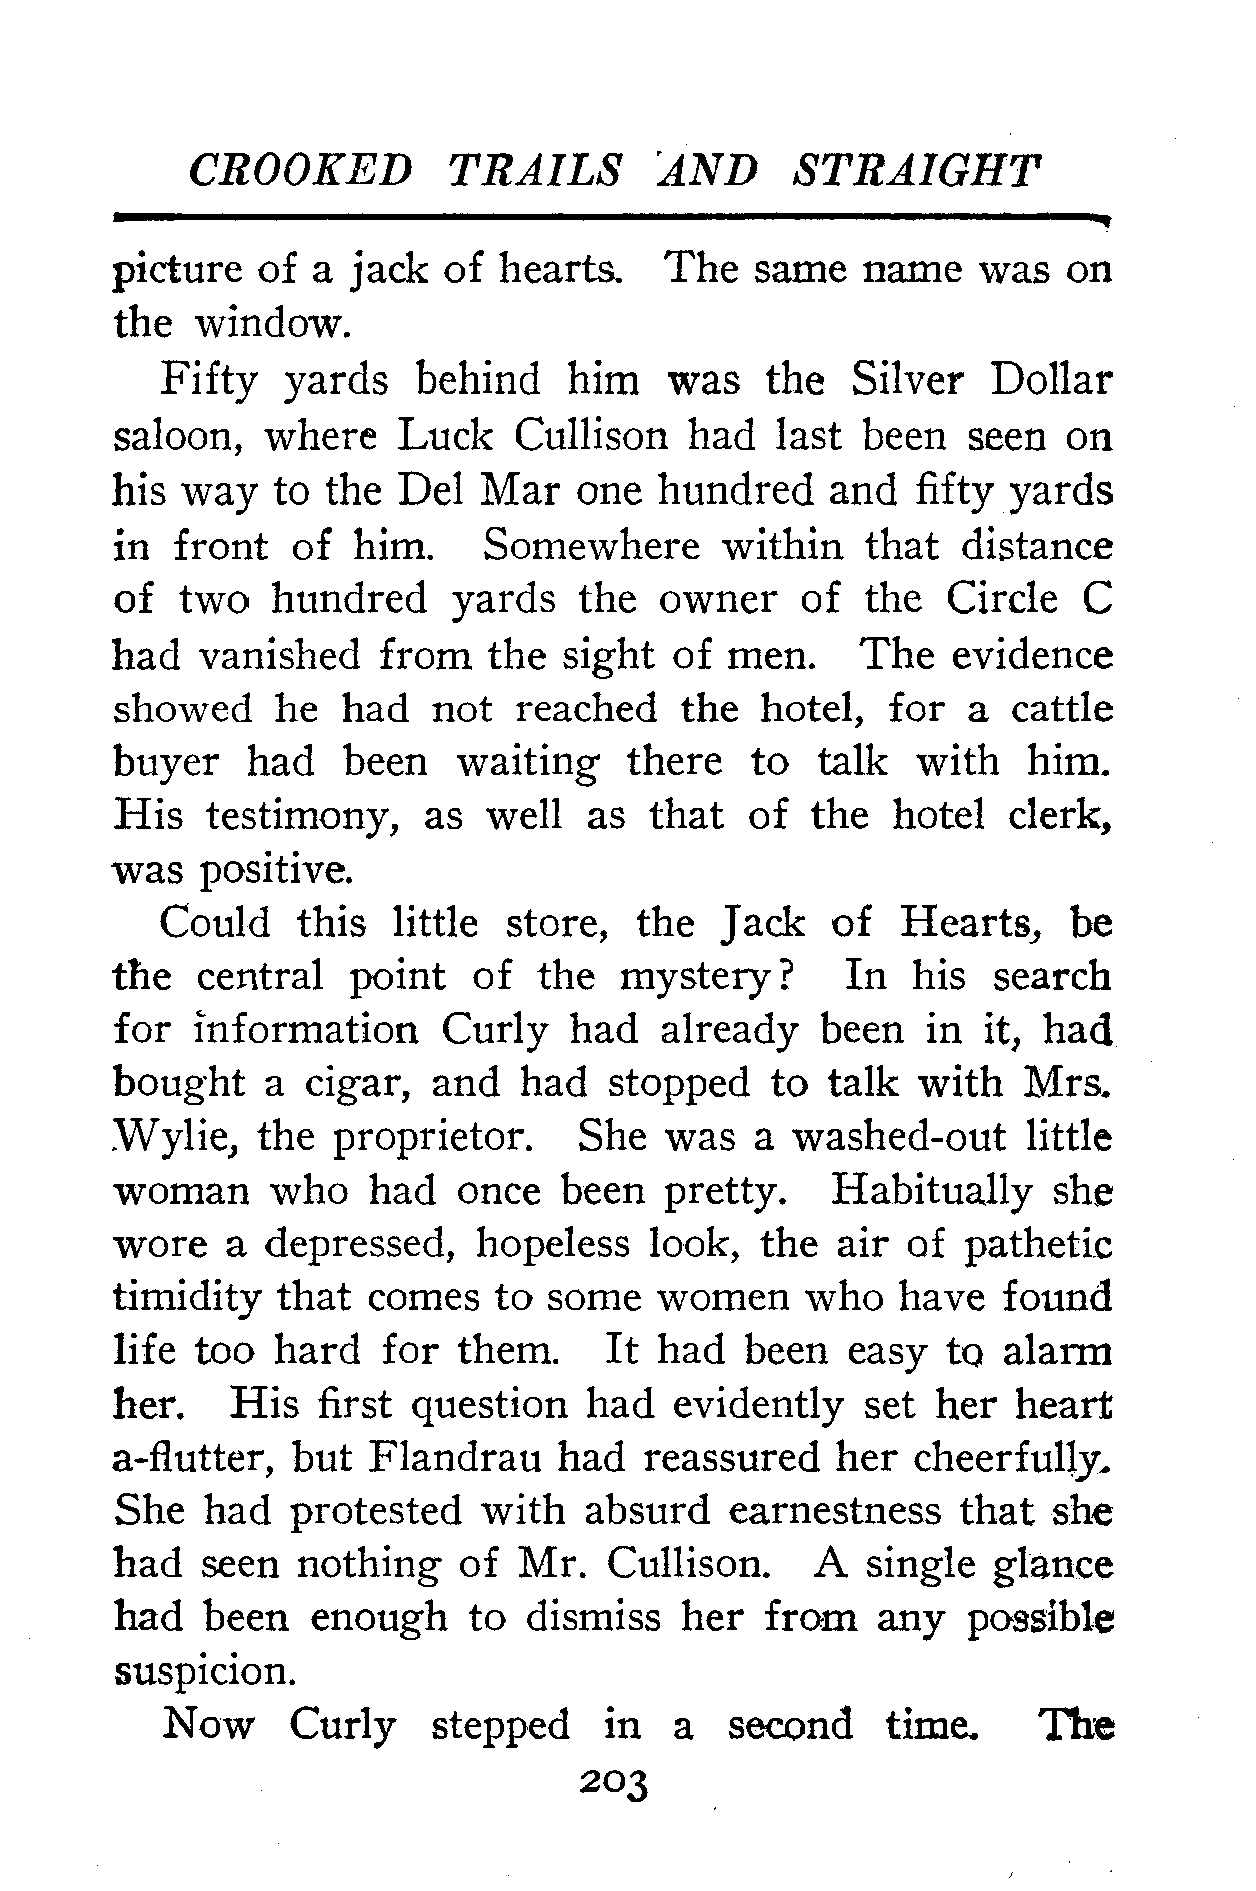 CROOKED TRAILS AND STRAIGHT
picture of a jack of hearts. The same name was on
the window.
Fifty yards behind him was the Silver Dollar
saloon, where Luck Cullison had last been seen on
his way to the Del Mar one hundred and fifty yards
in front of him. Somewhere within that distance
of two hundred yards the owner of the Circle C
had vanished from the sight of men. The evidence
showed he had not reached the hotel, for a cattle
buyer had been waiting there to talk with him.
His testimony, as well as that of the hotel clerk,
was positive.
Could this little store, the Jack of Hearts, be
the central point of the mystery? In his search
for information Curly had already been in it, had
bought a cigar, and had stopped to talk with Mrs.
Wylie, the proprietor. She was a washed-out little
woman who had once been pretty. Habitually she
wore a depressed, hopeless look, the air of pathetic
timidity that comes to some women who have found
life too hard for them. It had been easy to alarm
her. His first question had evidently set her heart
a-flutter, but Flandrau had reassured her cheerfully.
She had protested with absurd earnestness that she
had seen nothing of Mr. Cullison. A single glance
had been enough to dismiss her from any possible
suspicion.
Now Curly stepped in a second time. The
203